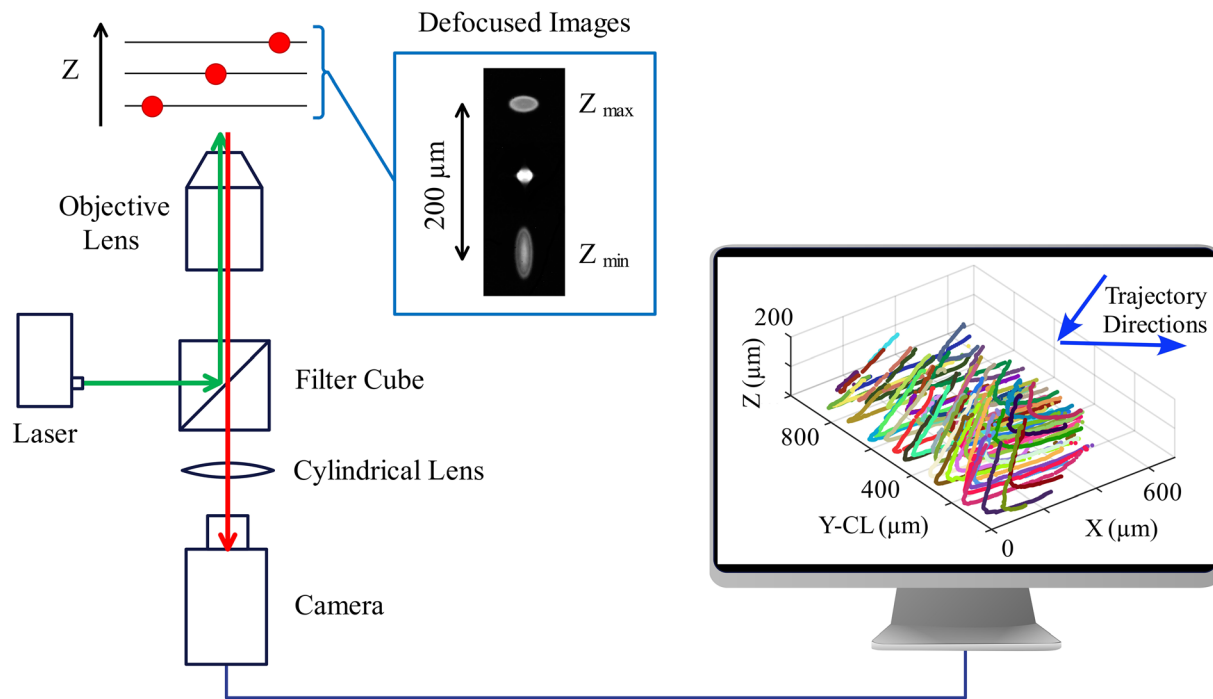 Defocused Images
Z
Z max
200 μm
Z min
Objective
Lens
Filter Cube
Laser
Cylindrical Lens
Camera
Trajectory
Directions
200
Z (μm)
800
400
Y-CL (μm)
0
X (μm)
600